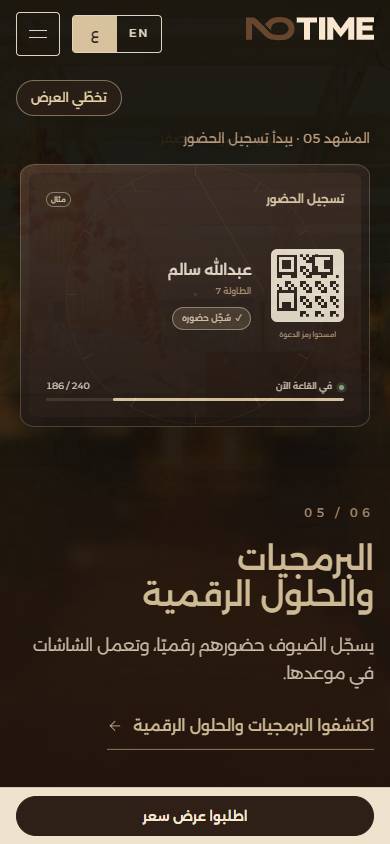 NO TIME
EN
ع
تخطّي العرض
المشهد 05 · يبدأ تسجيل الحضور
تسجيل الحضور
مثال
عبدالله سالم
الطاولة 7
✓ سُجّل حضوره
امسحوا رمز الدعوة
في القاعة الآن
186 / 240
05 / 06
البرمجيات
والحلول الرقمية
يسجّل الضيوف حضورهم رقميًا، وتعمل الشاشات
في موعدها.
اكتشفوا البرمجيات والحلول الرقمية ←
اطلبوا عرض سعر